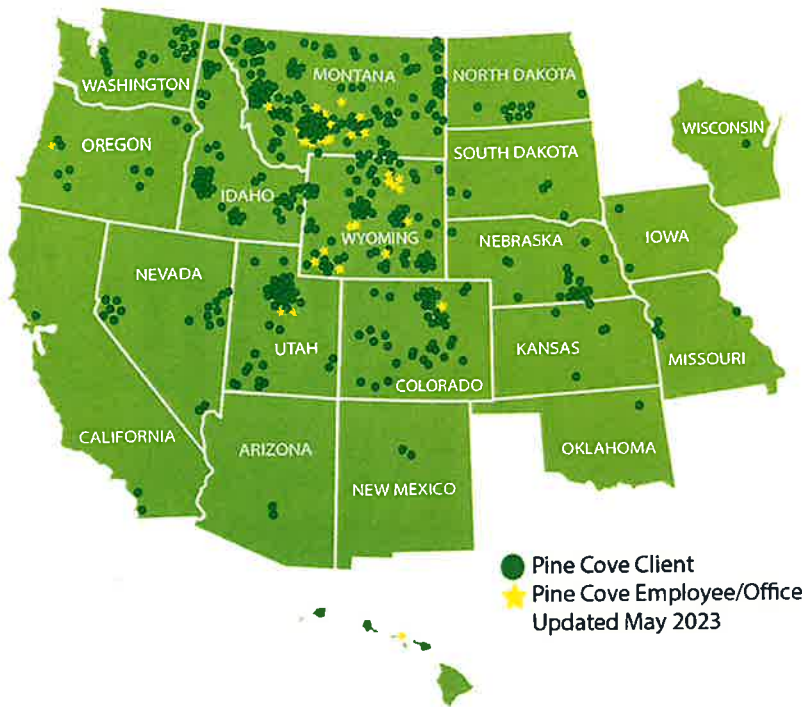 WASHINGTON
MONTANA
NORTH DAKOTA
OREGON
IDAHO
WYOMING
SOUTH DAKOTA
WISCONSIN
NEVADA
UTAH
COLORADO
NEBRASKA
IOWA
KANSAS
MISSOURI
CALIFORNIA
ARIZONA
NEW MEXICO
OKLAHOMA
Pine Cove Client
Pine Cove Employee/Office
Updated May 2023